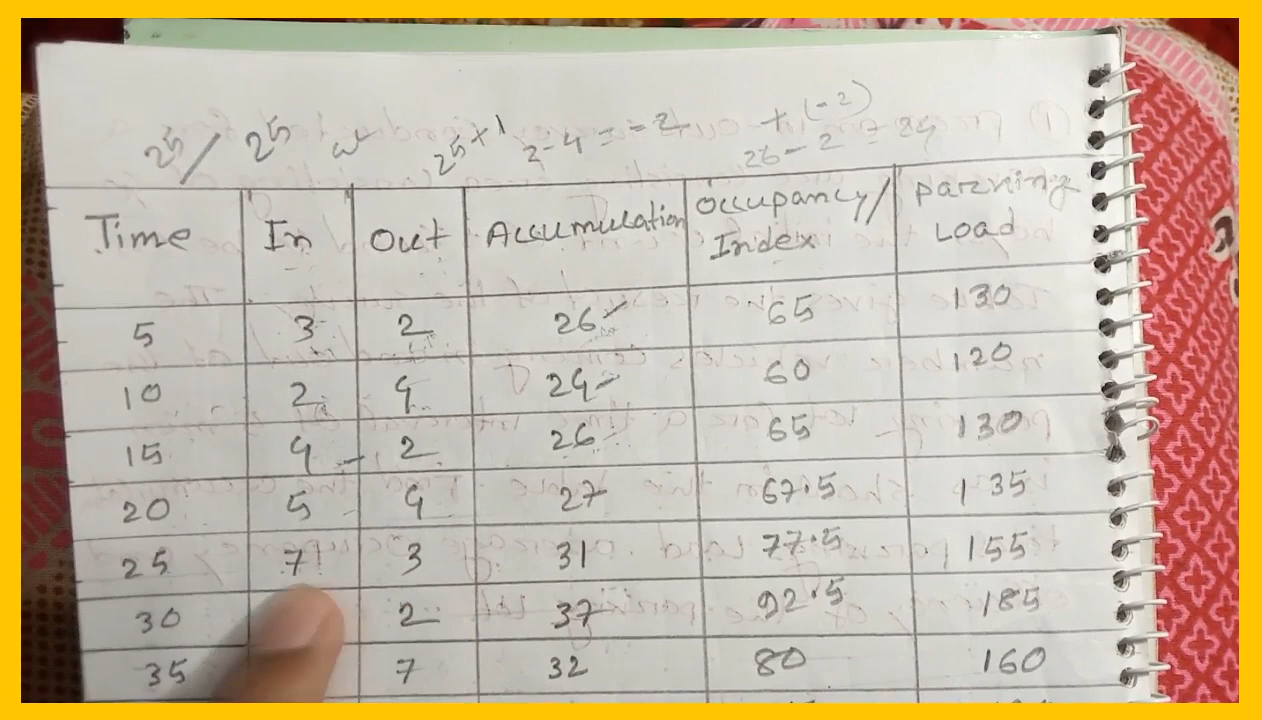 25/ 25 25+1 2-4 = -2 +(-2)
26-2 = 24
Time In Out Accumulation Occupancy/ Parking
Index Load
5 3 2 26 65 130
10 2 4 24 60 120
15 4 2 26 65 130
20 5 4 27 67.5 135
25 7 3 31 77.5 155
30 2 37 92.5 185
35 7 32 80 160